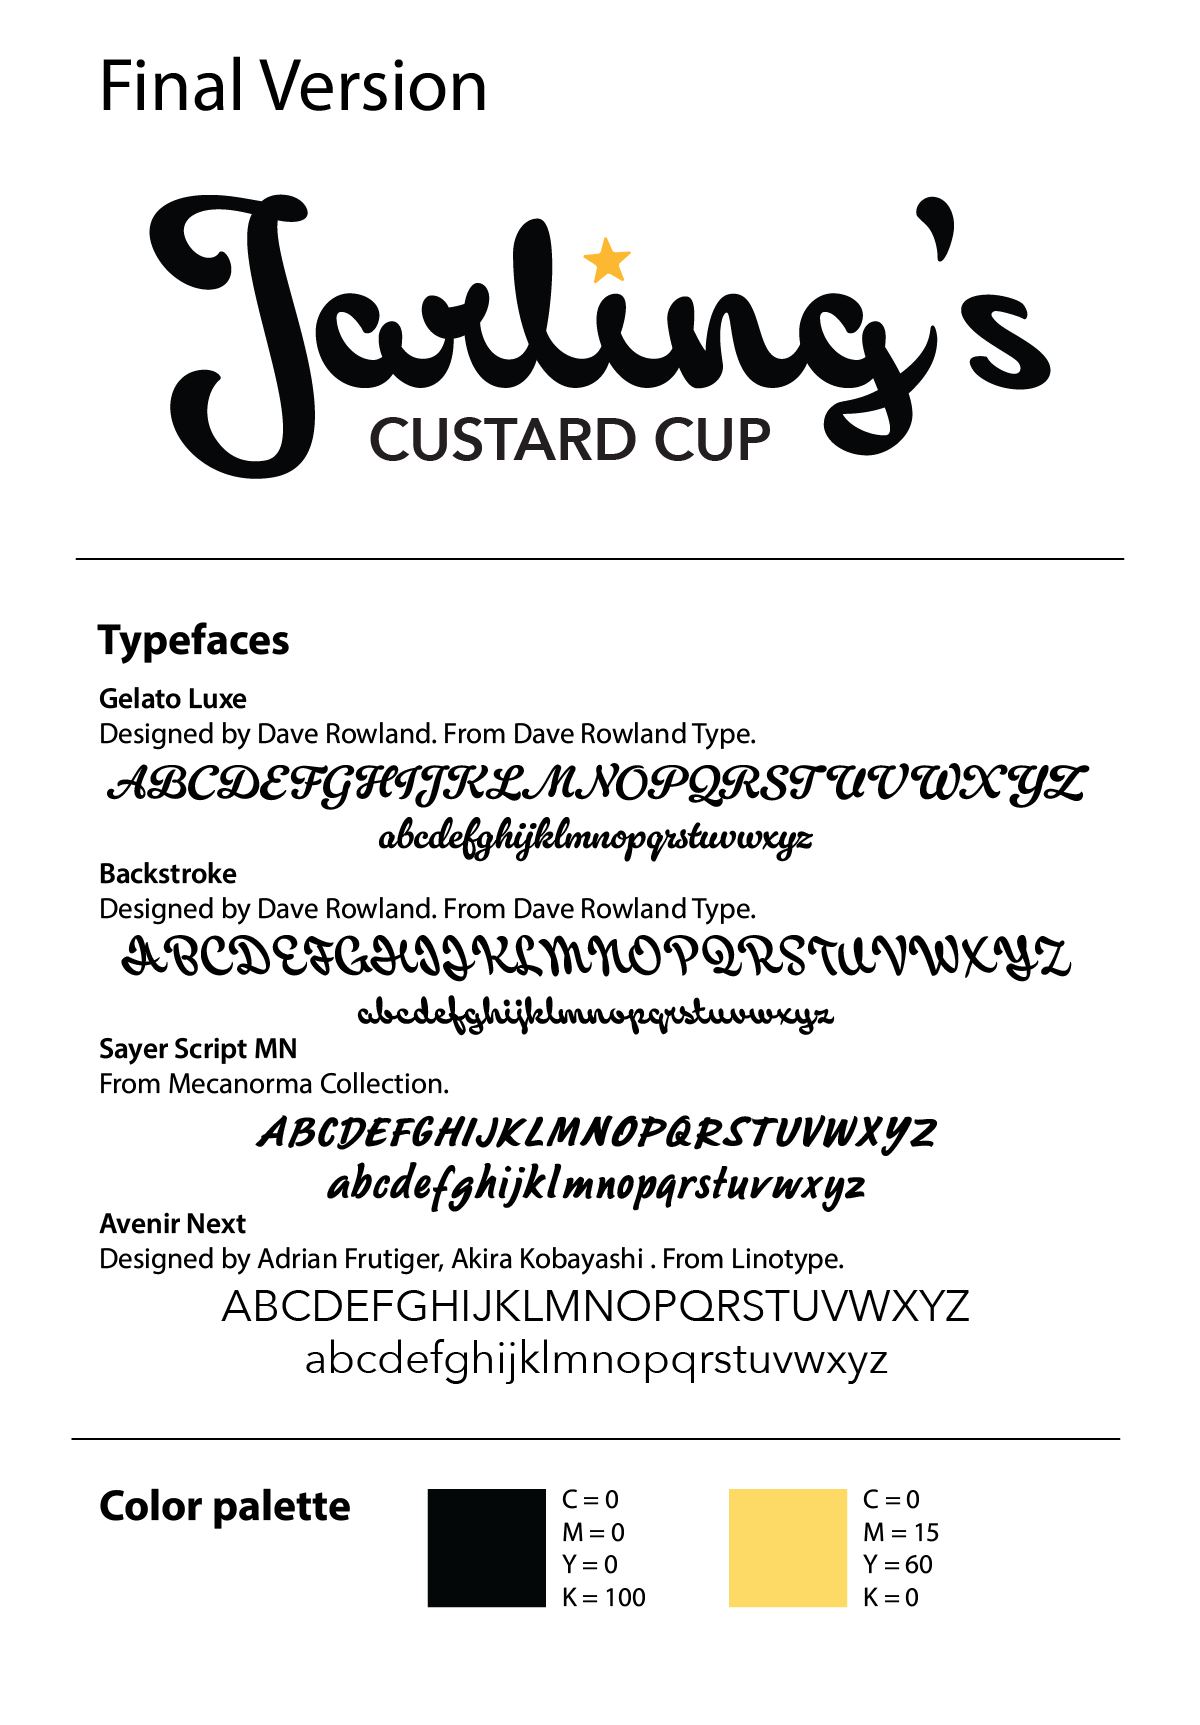 Final Version
Jarling's
CUSTARD CUP
Typefaces
Gelato Luxe
Designed by Dave Rowland. From Dave Rowland Type.
ABCDEFGHIJKLMNOPQRSTUVWXYZ
abcdefghijklmnopqrstuvwxyz
Backstroke
Designed by Dave Rowland. From Dave Rowland Type.
ABCDEFGHIJKLMNOPQRSTUVWXYZ
abcdefghijklmnopqrstuvwxyz
Sayer Script MN
From Mecanorma Collection.
ABCDEFGHIJKLMNOPQRSTUVWXYZ
abcdefghijklmnopqrstuvwxyz
Avenir Next
Designed by Adrian Frutiger, Akira Kobayashi . From Linotype.
ABCDEFGHIJKLMNOPQRSTUVWXYZ
abcdefghijklmnopqrstuvwxyz
Color palette
C = 0
M = 0
Y = 0
K = 100
C = 0
M = 15
Y = 60
K = 0